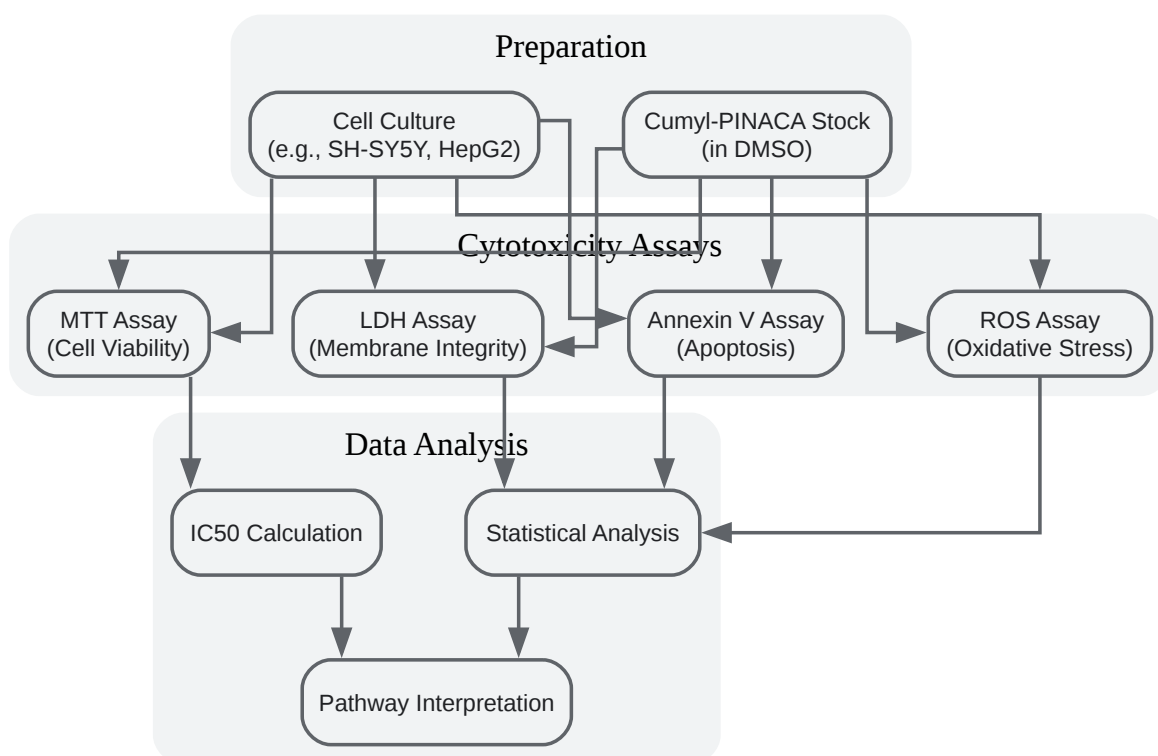 Preparation
Cell Culture
(e.g., SH-SY5Y, HepG2)
Cumyl-PINACA Stock
(in DMSO)
Cytotoxicity Assays
MTT Assay
(Cell Viability)
LDH Assay
(Membrane Integrity)
Annexin V Assay
(Apoptosis)
ROS Assay
(Oxidative Stress)
Data Analysis
IC50 Calculation
Statistical Analysis
Pathway Interpretation